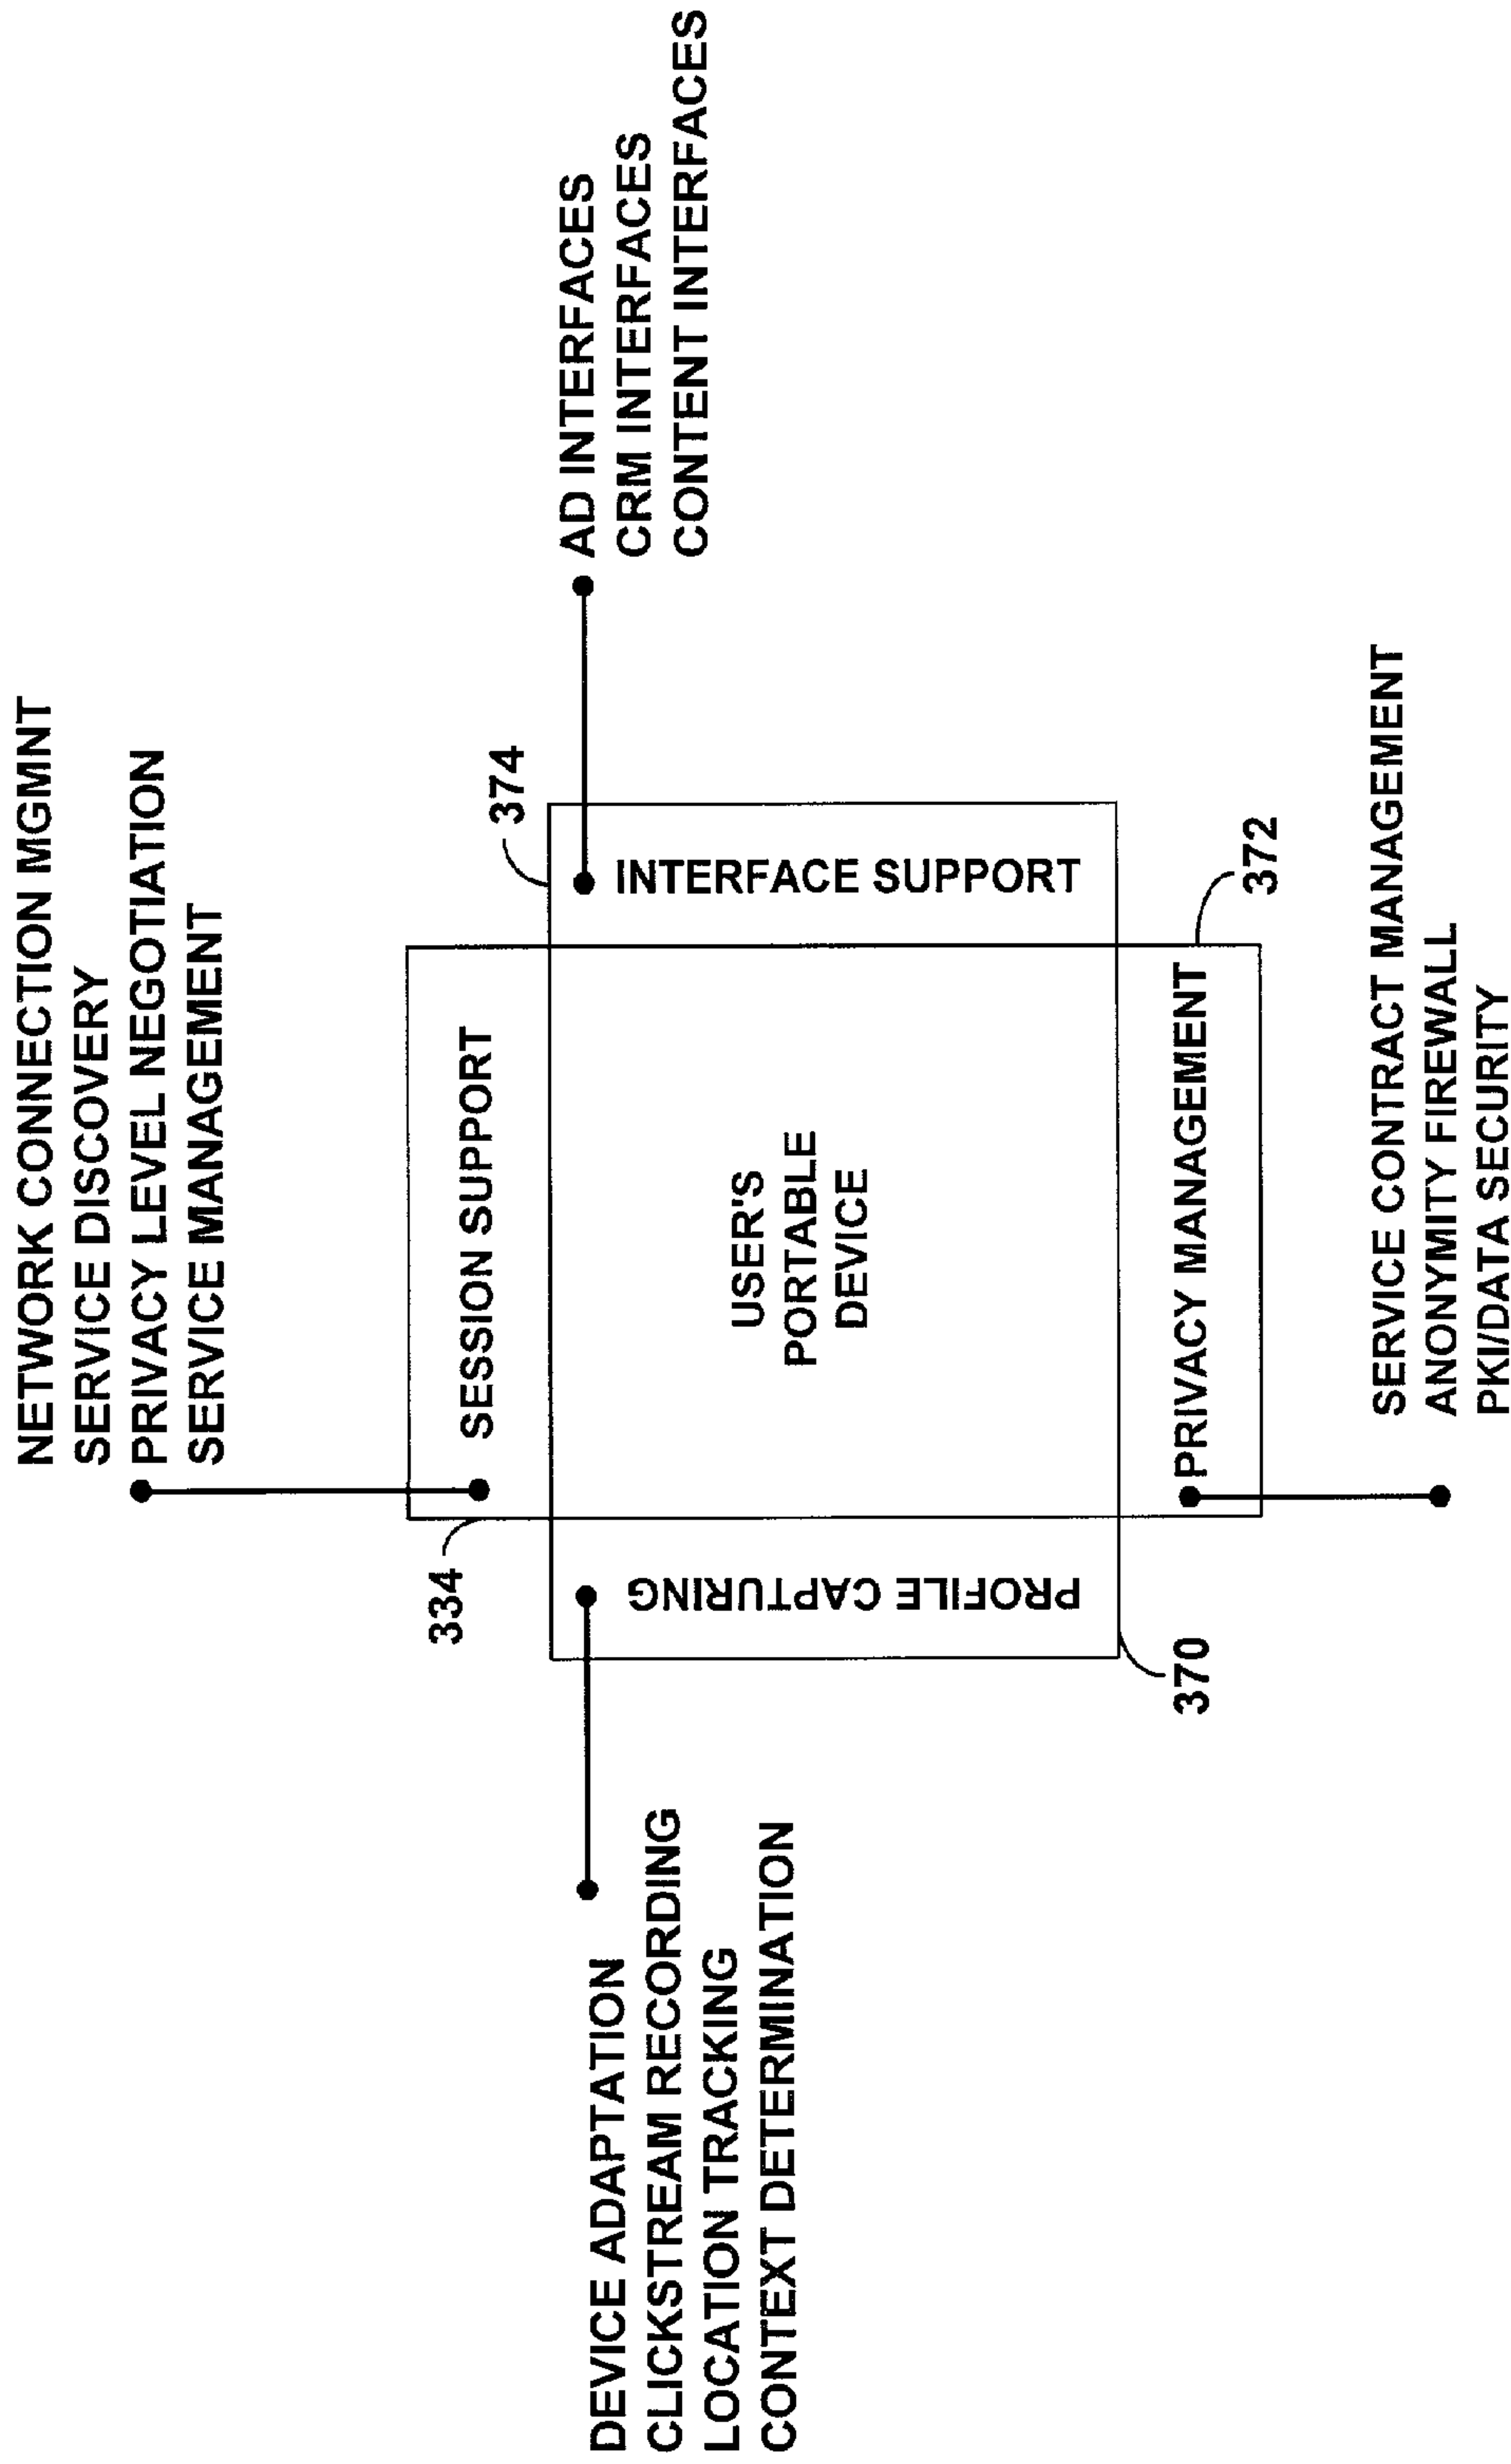 NETWORK CONNECTION MGMNT
SERVICE DISCOVERY
PRIVACY LEVEL NEGOTIATION
SERVICE MANAGEMENT
334
SESSION SUPPORT
374
DEVICE ADAPTATION
CLICKSTREAM RECORDING
LOCATION TRACKING
CONTEXT DETERMINATION
PROFILE CAPTURING
USER'S
PORTABLE
DEVICE
INTERFACE SUPPORT
AD INTERFACES
CRM INTERFACES
CONTENT INTERFACES
370
PRIVACY MANAGEMENT
372
SERVICE CONTRACT MANAGEMENT
ANONYMITY FIREWALL
PKI/DATA SECURITY